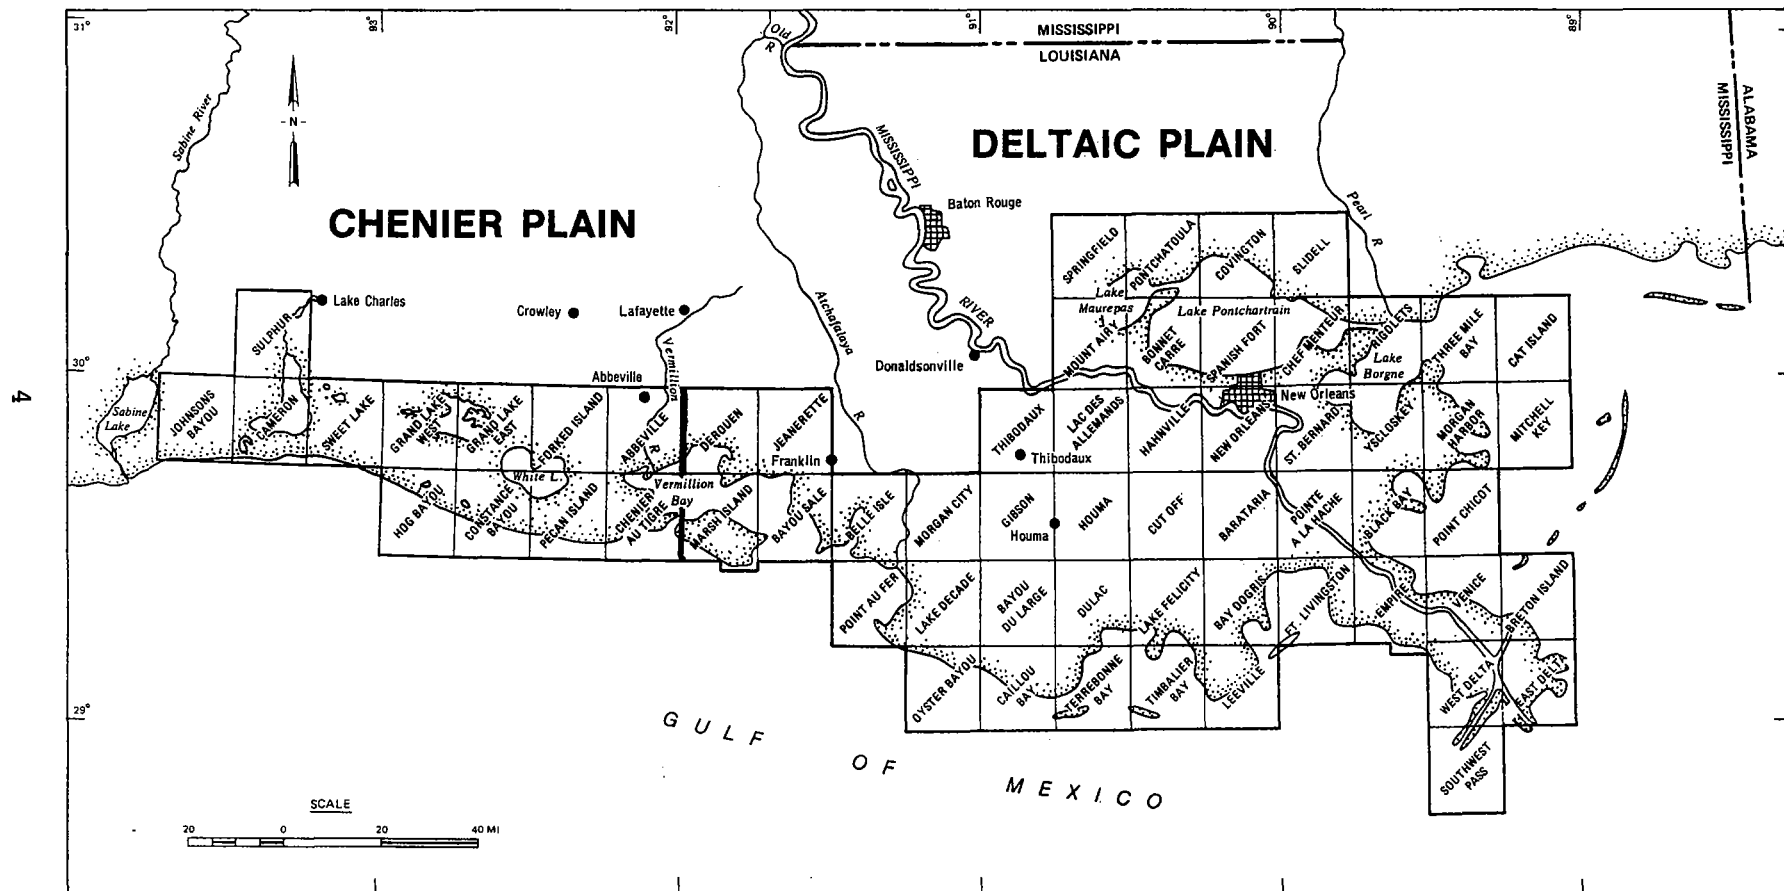 31°
93°
92°
91°
90°
89°
Old
R
MISSISSIPPI
LOUISIANA
ALABAMA
MISSISSIPPI
Sabine River
- N -
MISSISSIPPI
DELTAIC PLAIN
CHENIER PLAIN
Baton Rouge
Pearl
R
SPRINGFIELD
PONTCHATOULA
COVINGTON
SLIDELL
Lake Charles
Crowley
Lafayette
Atchafalaya
R
RIVER
Lake
Maurepas
Lake Pontchartrain
SULPHUR
Vermillion
Donaldsonville
MOUNT AIRY
BONNET
CARRE
SPANISH FORT
CHEF MENTEUR
RIGOLETS
THREE MILE
BAY
CAT ISLAND
Lake
Borgne
30°
Abbeville
New Orleans
4
Sabine
Lake
JOHNSONS
BAYOU
CAMERON
SWEET LAKE
GRAND LAKE
WEST
GRAND LAKE
EAST
FORKED ISLAND
ABBEVILLE
DEROUEN
JEANERETTE
Franklin
THIBODAUX
Thibodaux
LAC DES
ALLEMANDS
HAHNVILLE
NEW ORLEANS
ST. BERNARD
YSCLOSKEY
MORGAN
HARBOR
MITCHELL
KEY
White L.
Vermillion
Bay
HOG BAYOU
CONSTANCE
BAYOU
PECAN ISLAND
CHENIER
AU TIGRE
MARSH ISLAND
BAYOU SALE
BELLE ISLE
MORGAN CITY
GIBSON
Houma
HOUMA
CUT OFF
BARATARIA
POINTE
A LA HACHE
BLACK BAY
POINT CHICOT
POINT AU FER
LAKE DECADE
BAYOU
DU LARGE
DULAC
LAKE FELICITY
BAY DOGRIS
FT. LIVINGSTON
EMPIRE
VENICE
BRETON ISLAND
OYSTER BAYOU
CAILLOU
BAY
TERREBONNE
BAY
TIMBALIER
BAY
LEEVILLE
WEST DELTA
EAST DELTA
29°
SOUTHWEST
PASS
GULF OF MEXICO
SCALE
20 0 20 40 MI